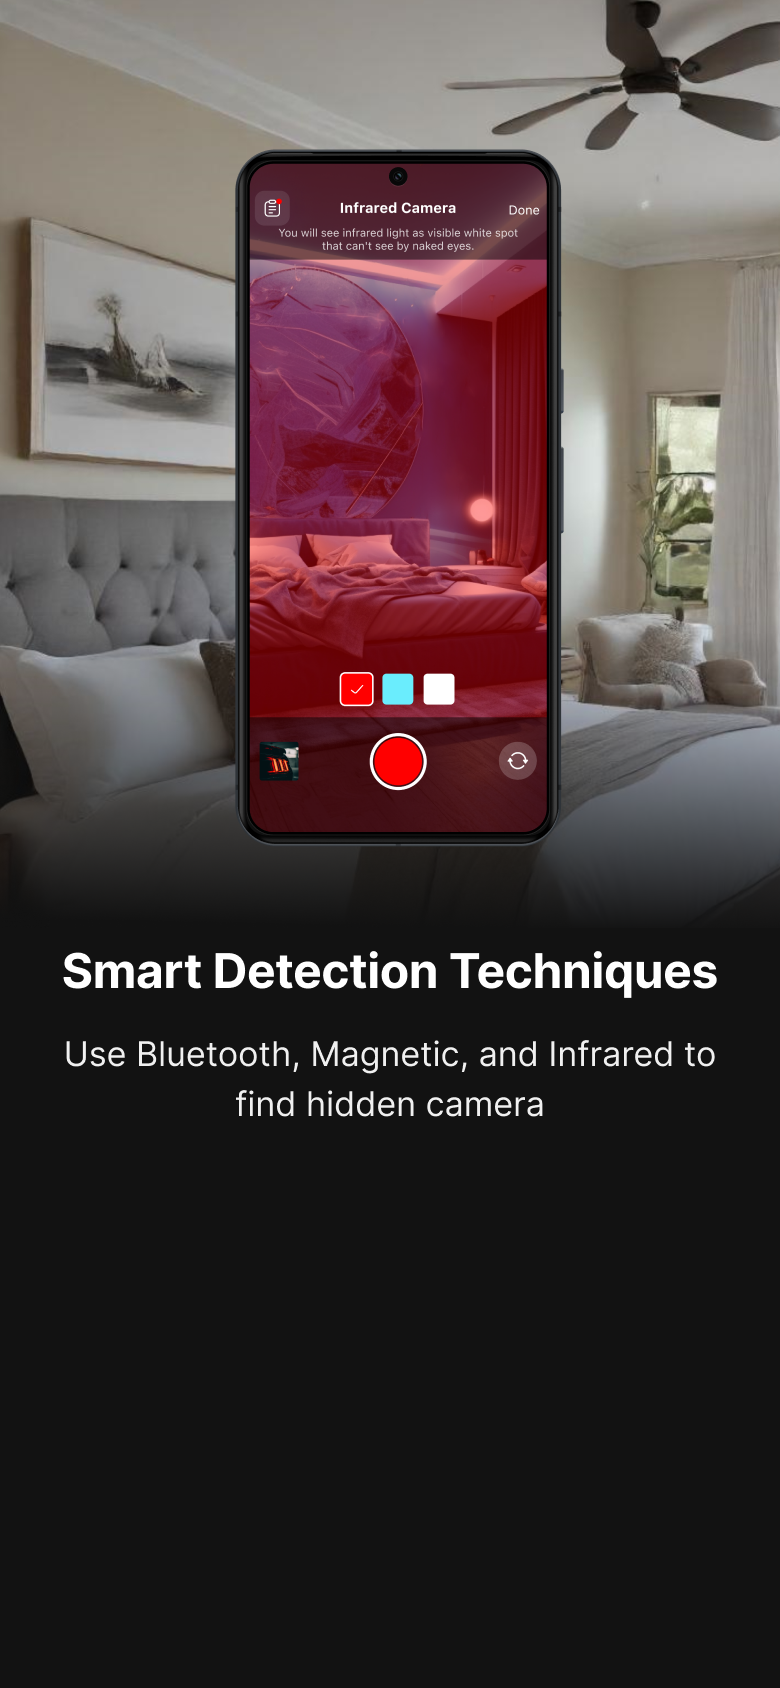 Infrared Camera
Done
You will see infrared light as visible white spot
that can't see by naked eyes.
Smart Detection Techniques
Use Bluetooth, Magnetic, and Infrared to
find hidden camera